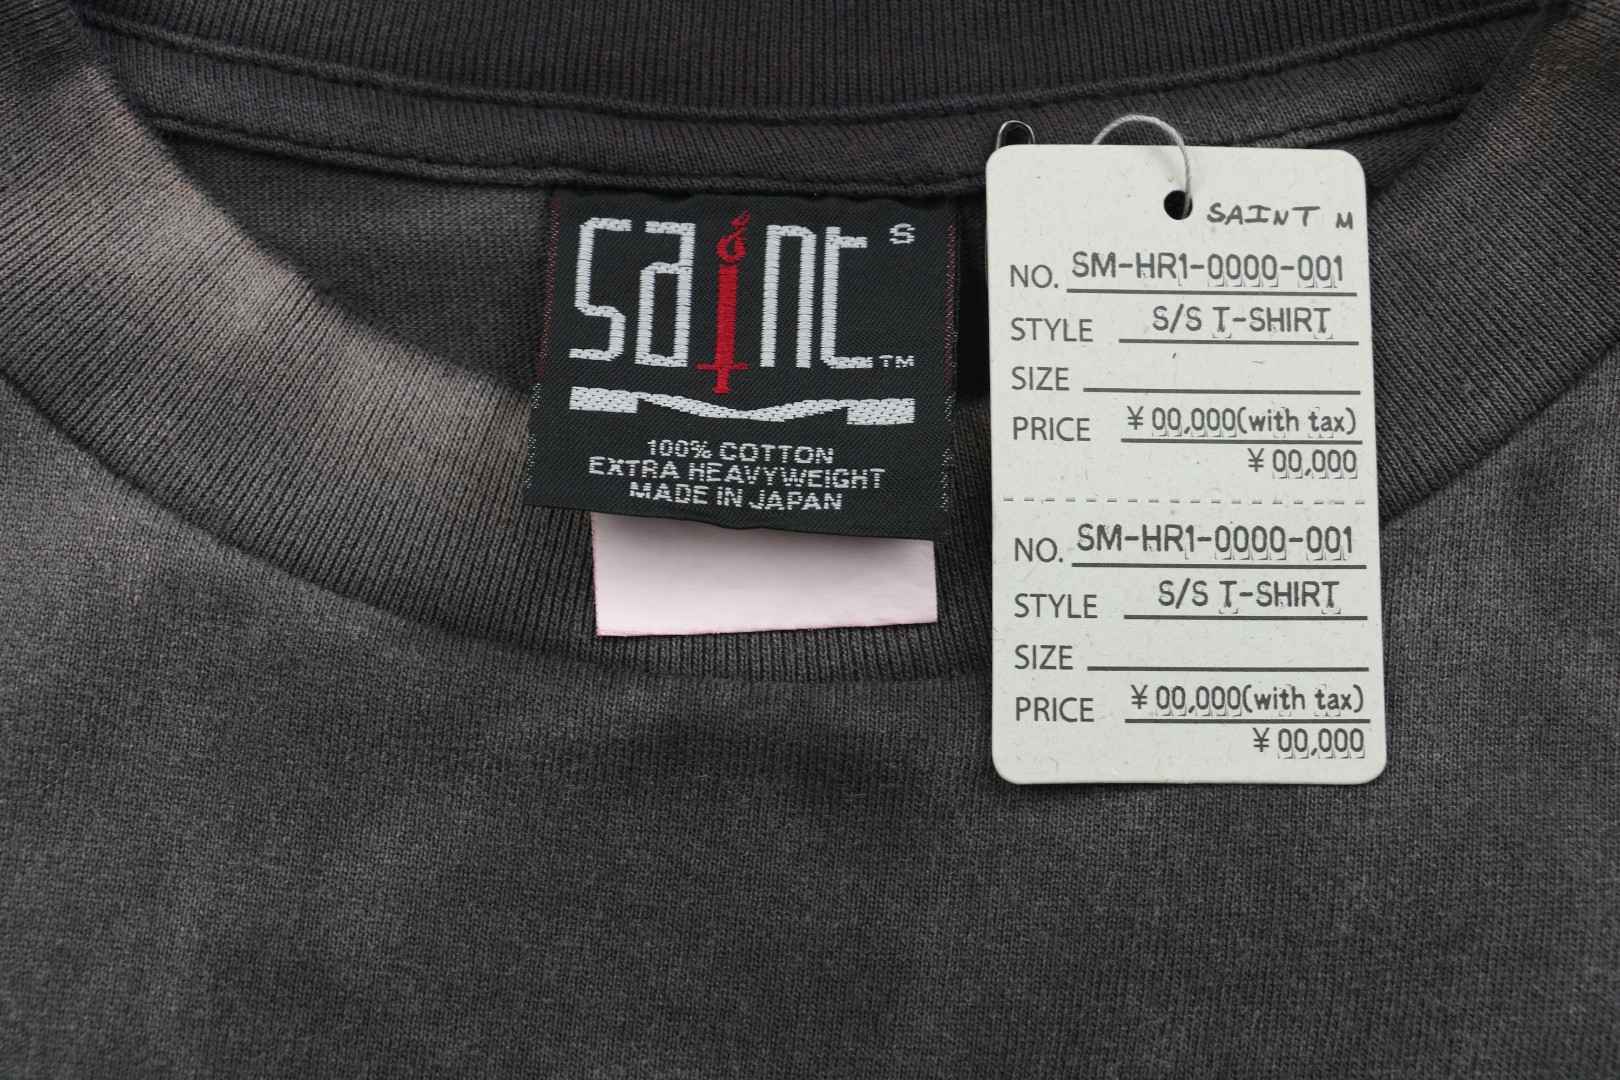 saint S
TM
100% COTTON
EXTRA HEAVYWEIGHT
MADE IN JAPAN
SAINT M
NO. SM-HR1-0000-001
STYLE S/S T-SHIRT
SIZE
PRICE ¥00,000(with tax)
¥00,000
NO. SM-HR1-0000-001
STYLE S/S T-SHIRT
SIZE
PRICE ¥00,000(with tax)
¥00,000